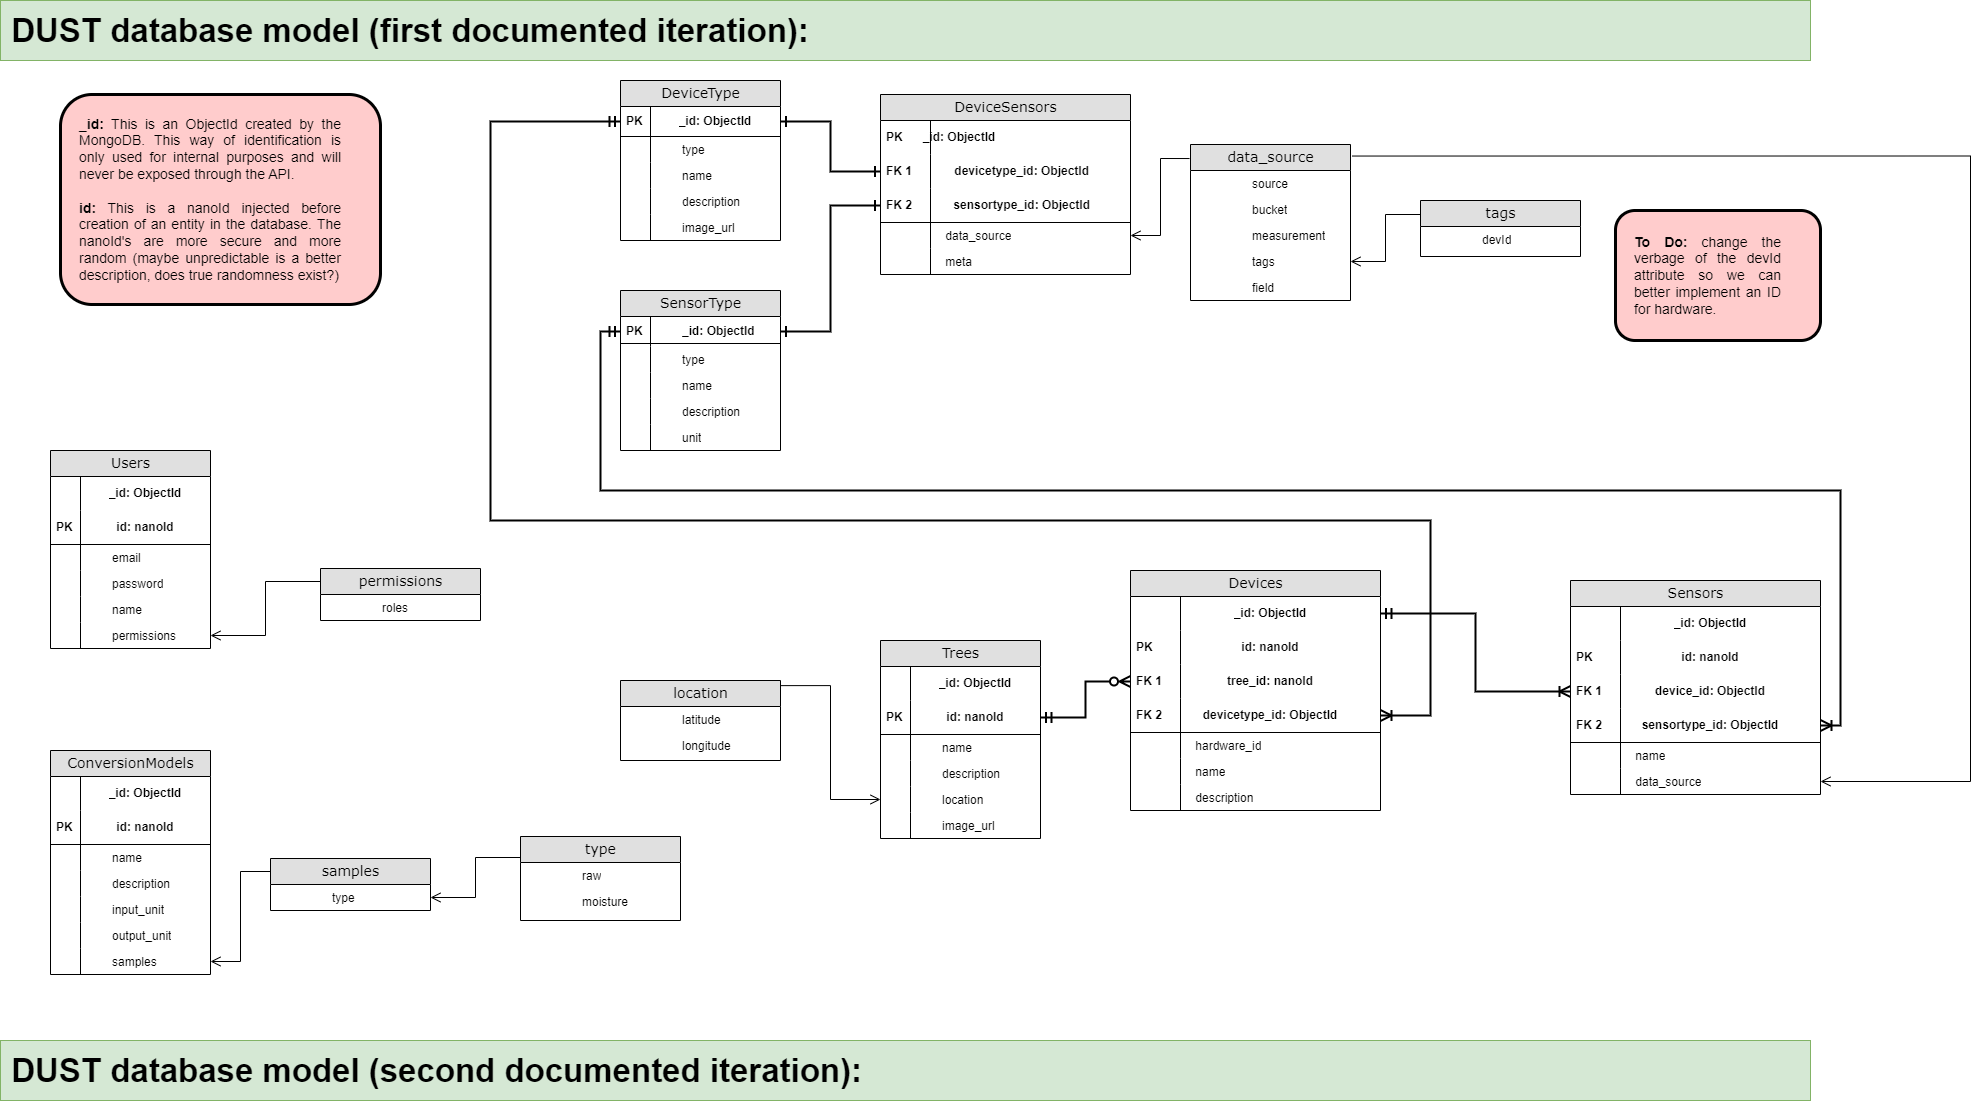 DUST database model (first documented iteration):
_id: This is an ObjectId created by the
MongoDB. This way of identification is
only used for internal purposes and will
never be exposed through the API.
id: This is a nanoId injected before
creation of an entity in the database. The
nanoId's are more secure and more
random (maybe unpredictable is a better
description, does true randomness exist?)
DeviceType
PK _id: ObjectId
type
name
description
image_url
DeviceSensors
PK _id: ObjectId
FK 1 devicetype_id: ObjectId
FK 2 sensortype_id: ObjectId
data_source
meta
data_source
source
bucket
measurement
tags
field
tags
devId
To Do: change the
verbage of the devId
attribute so we can
better implement an ID
for hardware.
SensorType
PK _id: ObjectId
type
name
description
unit
Users
_id: ObjectId
PK id: nanoId
email
password
name
permissions
permissions
roles
location
latitude
longitude
Trees
_id: ObjectId
PK id: nanoId
name
description
location
image_url
Devices
_id: ObjectId
PK id: nanoId
FK 1 tree_id: nanoId
FK 2 devicetype_id: ObjectId
hardware_id
name
description
Sensors
_id: ObjectId
PK id: nanoId
FK 1 device_id: ObjectId
FK 2 sensortype_id: ObjectId
name
data_source
ConversionModels
_id: ObjectId
PK id: nanoId
name
description
input_unit
output_unit
samples
samples
type
type
raw
moisture
DUST database model (second documented iteration):